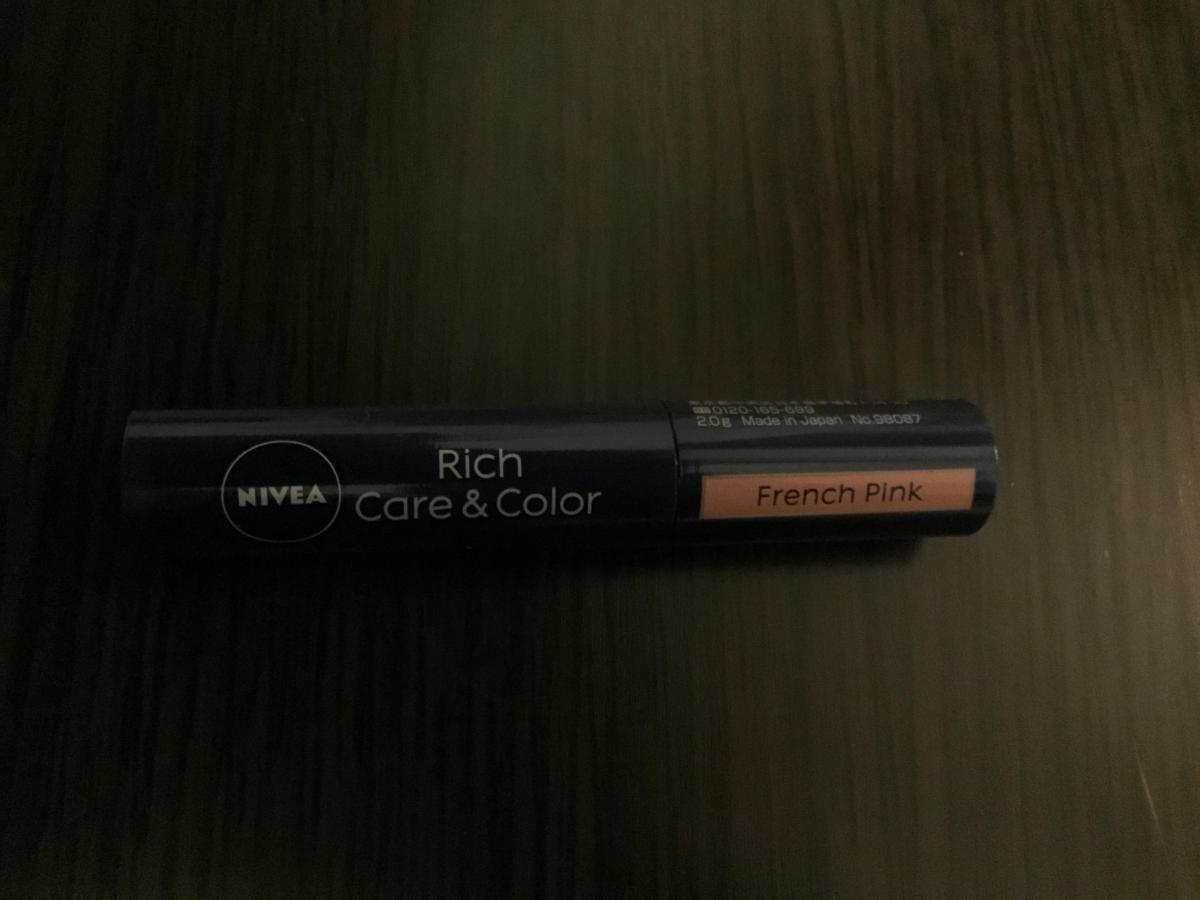 NIVEA
Rich
Care & Color
0120-165-699
2.0g Made in Japan No.98087
French Pink